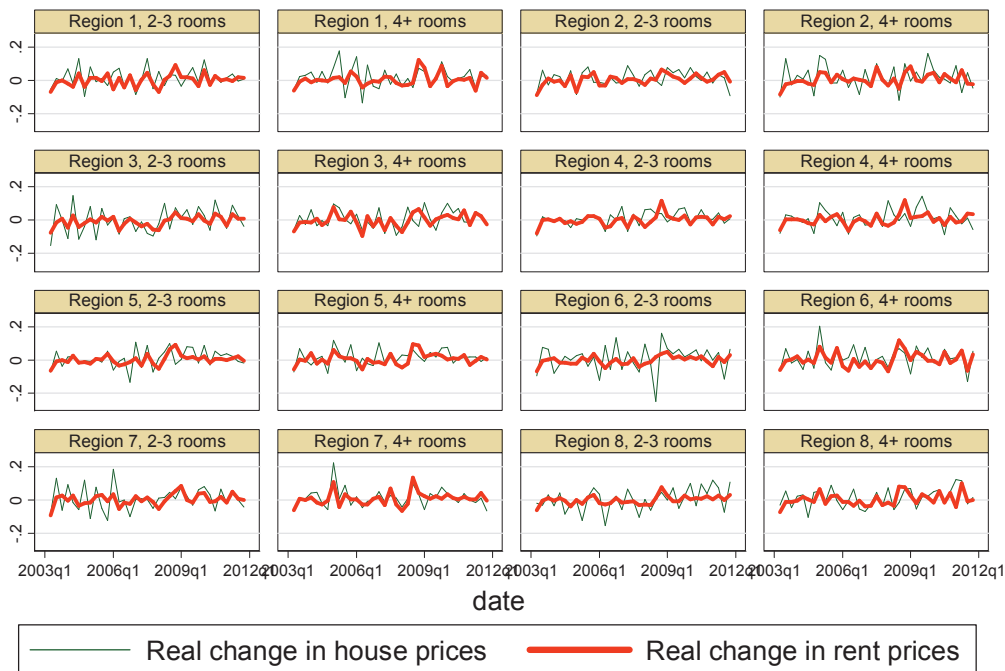 Region 1, 2-3 rooms
Region 1, 4+ rooms
Region 2, 2-3 rooms
Region 2, 4+ rooms
.2
0
-.2
Region 3, 2-3 rooms
Region 3, 4+ rooms
Region 4, 2-3 rooms
Region 4, 4+ rooms
.2
0
-.2
Region 5, 2-3 rooms
Region 5, 4+ rooms
Region 6, 2-3 rooms
Region 6, 4+ rooms
.2
0
-.2
Region 7, 2-3 rooms
Region 7, 4+ rooms
Region 8, 2-3 rooms
Region 8, 4+ rooms
.2
0
-.2
2003q1 2006q1 2009q1 2012q1
2003q1 2006q1 2009q1 2012q1
2003q1 2006q1 2009q1 2012q1
2003q1 2006q1 2009q1 2012q1
date
Real change in house prices
Real change in rent prices